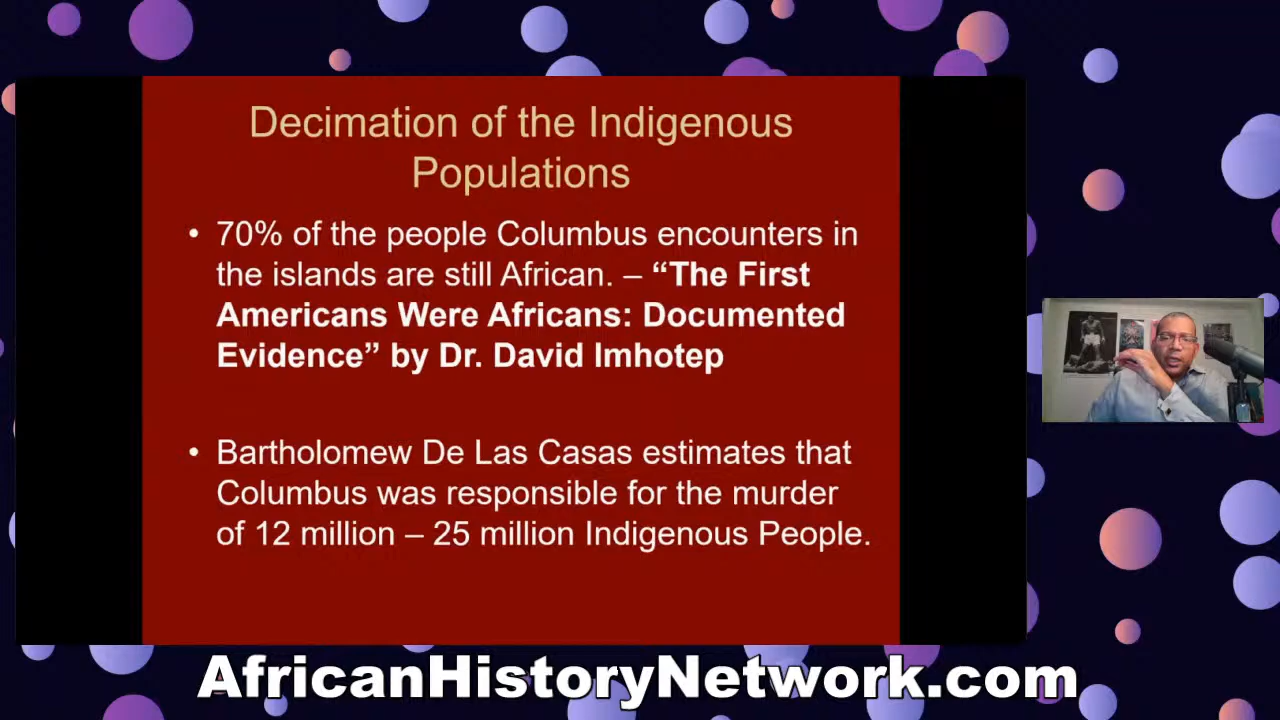 Decimation of the Indigenous
Populations
• 70% of the people Columbus encounters in
the islands are still African. – “The First
Americans Were Africans: Documented
Evidence” by Dr. David Imhotep
• Bartholomew De Las Casas estimates that
Columbus was responsible for the murder
of 12 million – 25 million Indigenous People.
AfricanHistoryNetwork.com